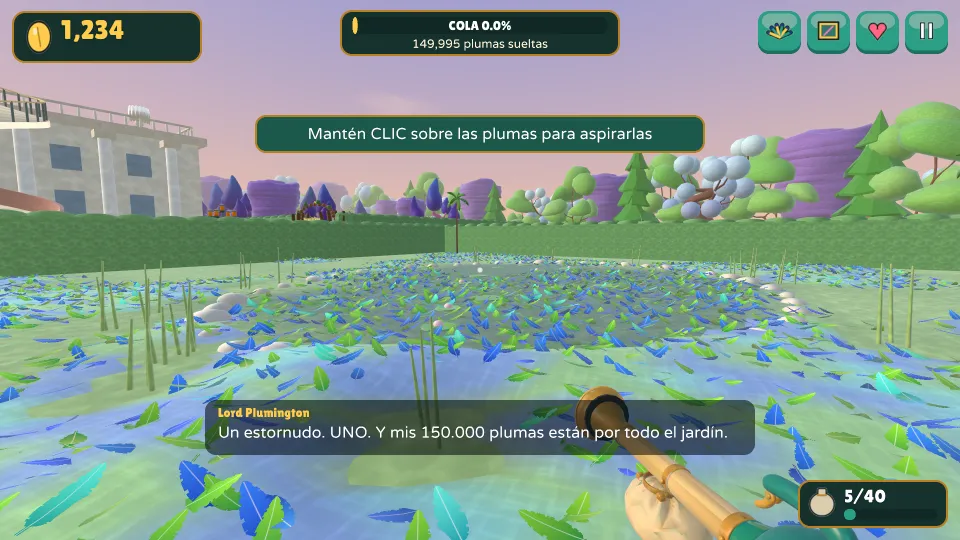 1,234
COLA 0.0%
149,995 plumas sueltas
Mantén CLIC sobre las plumas para aspirarlas
Lord Plumington
Un estornudo. UNO. Y mis 150.000 plumas están por todo el jardín.
5/40